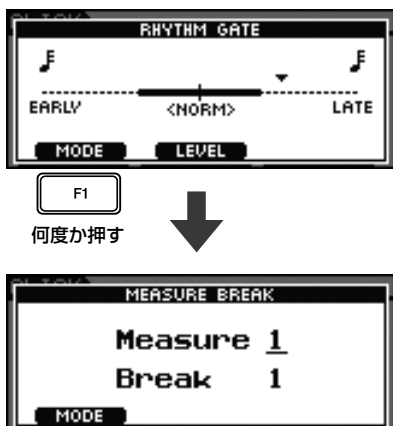 RHYTHM GATE
EARLY <NORM> LATE
MODE LEVEL
F1
何度か押す
MEASURE BREAK
Measure 1
Break 1
MODE